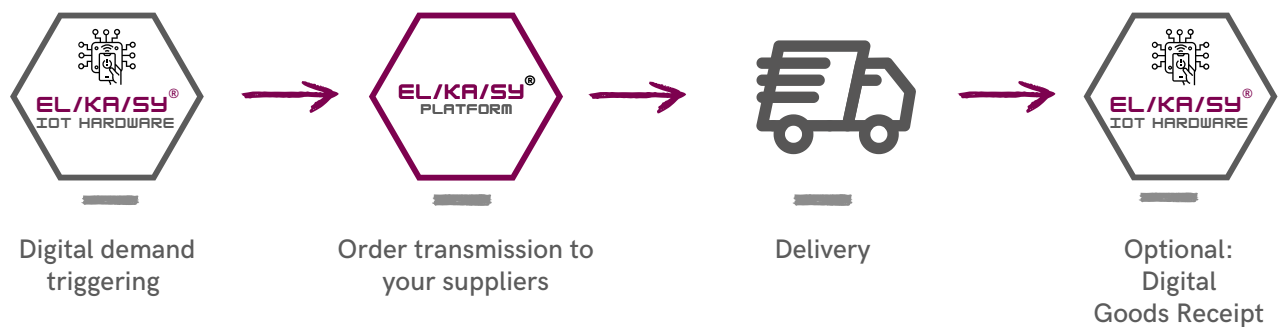 EL/KA/SY®
IOT HARDWARE
Digital demand
triggering
EL/KA/SY®
PLATFORM
Order transmission to
your suppliers
Delivery
EL/KA/SY®
IOT HARDWARE
Optional:
Digital
Goods Receipt